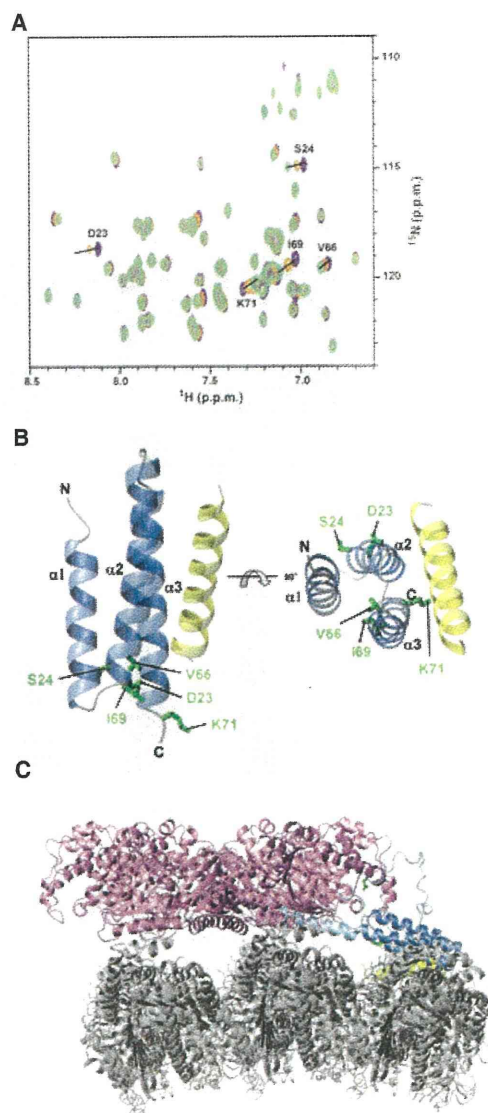 A
110
S24
115
D23
I69
V66
120
K71
¹⁵N (p.p.m.)
8.5 8.0 7.5 7.0
¹H (p.p.m.)
B
N
α1
α2
α3
S24
V66
D23
I69
K71
C
S24
D23
N
α2
α1
C
V66
I69
α3
K71
C